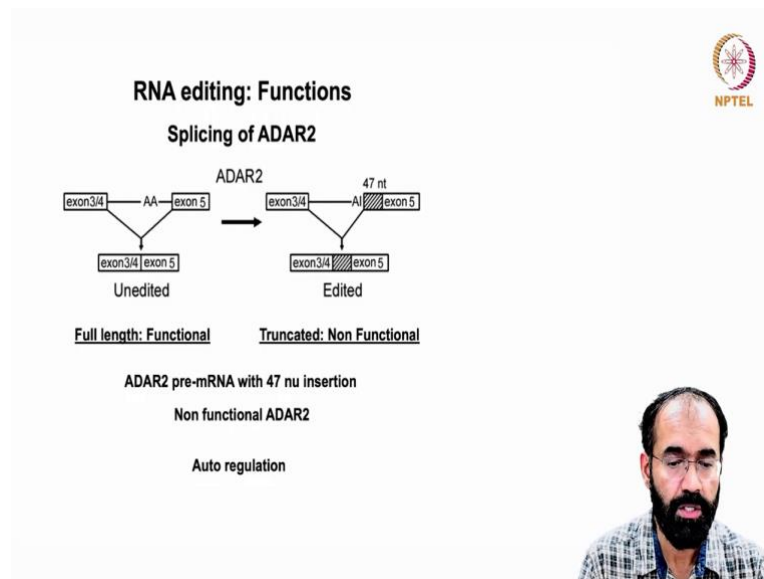 NPTEL
RNA editing: Functions
Splicing of ADAR2
ADAR2
47 nt
exon3/4 AA exon 5
exon3/4 AI exon 5
exon3/4 exon 5
exon3/4 exon 5
Unedited
Edited
Full length: Functional
Truncated: Non Functional
ADAR2 pre-mRNA with 47 nu insertion
Non functional ADAR2
Auto regulation